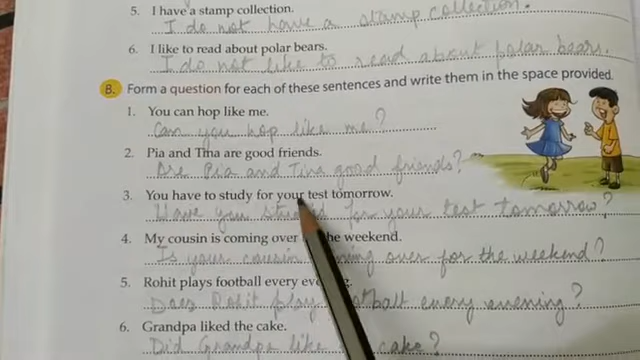 5. I have a stamp collection.
I do not have a stamp collection.
6. I like to read about polar bears.
I do not like to read about polar bears.
B. Form a question for each of these sentences and write them in the space provided.
1. You can hop like me.
Can you hop like me?
2. Pia and Tina are good friends.
Are Pia and Tina good friends?
3. You have to study for your test tomorrow.
Have you for your test tomorrow?
4. My cousin is coming over the weekend.
Is your cousin over for the weekend?
5. Rohit plays football every
Does Rohit play every evening?
6. Grandpa liked the cake.
Did Grandpa like cake?